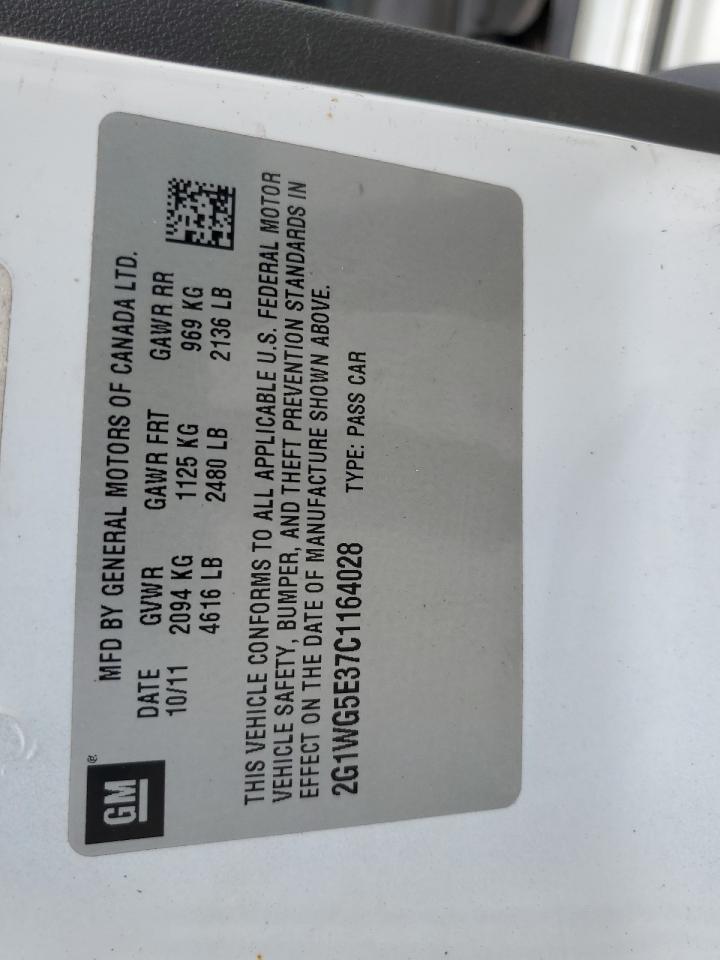 GM®
MFD BY GENERAL MOTORS OF CANADA LTD.
DATE GVWR GAWR FRT GAWR RR
10/11 2094 KG 1125 KG 969 KG
4616 LB 2480 LB 2136 LB
THIS VEHICLE CONFORMS TO ALL APPLICABLE U.S. FEDERAL MOTOR
VEHICLE SAFETY, BUMPER, AND THEFT PREVENTION STANDARDS IN
EFFECT ON THE DATE OF MANUFACTURE SHOWN ABOVE.
2G1WG5E37C1164028 TYPE: PASS CAR